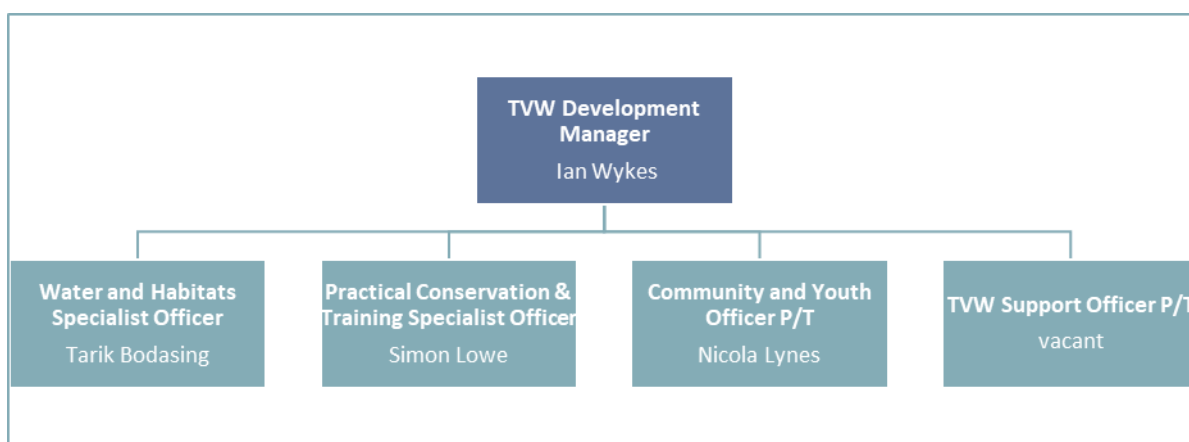 TVW Development
Manager
Ian Wykes
Water and Habitats
Specialist Officer
Tarik Bodasing
Practical Conservation &
Training Specialist Officer
Simon Lowe
Community and Youth
Officer P/T
Nicola Lynes
TVW Support Officer P/T
vacant